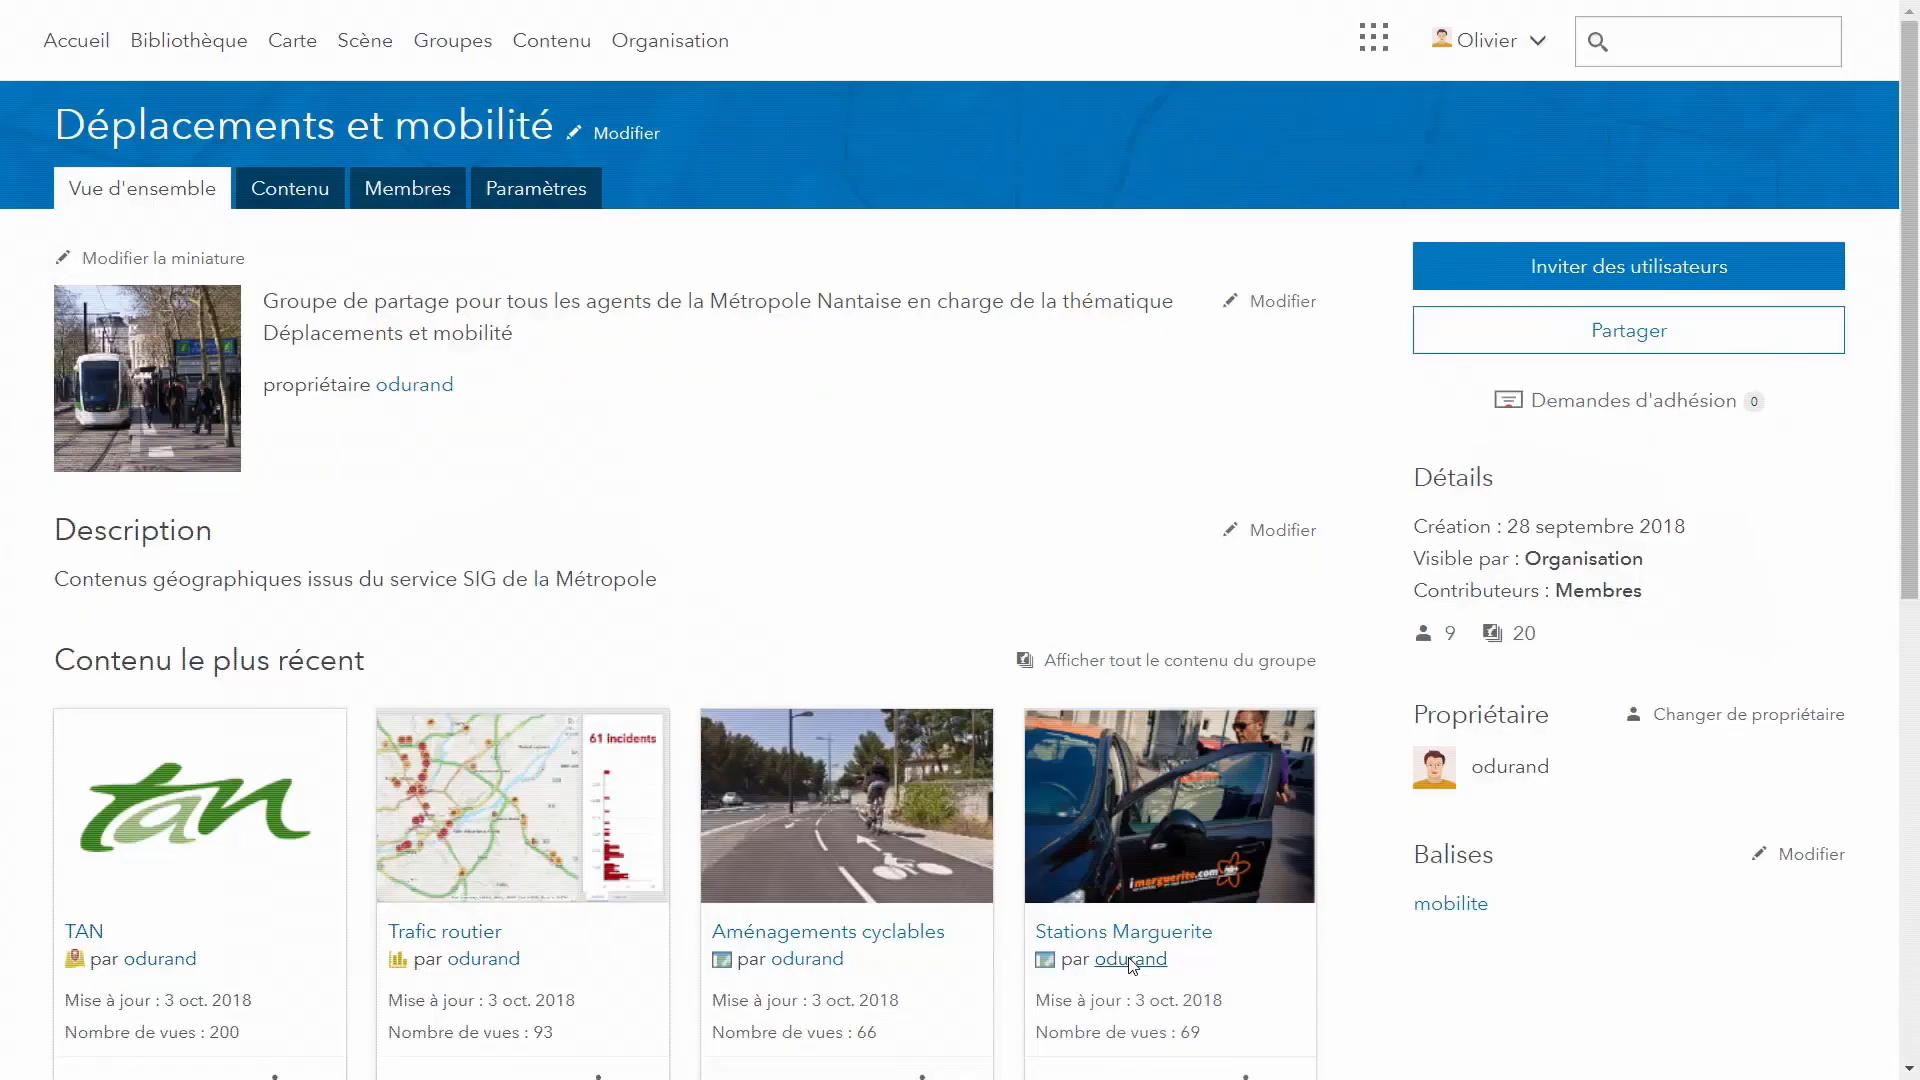 Accueil Bibliothèque Carte Scène Groupes Contenu Organisation
Olivier
Déplacements et mobilité Modifier
Vue d'ensemble Contenu Membres Paramètres
Modifier la miniature
Groupe de partage pour tous les agents de la Métropole Nantaise en charge de la thématique
Déplacements et mobilité
Modifier
propriétaire odurand
Inviter des utilisateurs
Partager
Demandes d'adhésion 0
Détails
Création : 28 septembre 2018
Visible par : Organisation
Contributeurs : Membres
9 20
Description
Modifier
Contenus géographiques issus du service SIG de la Métropole
Contenu le plus récent
Afficher tout le contenu du groupe
Propriétaire
Changer de propriétaire
odurand
Balises
Modifier
mobilite
tan
TAN
par odurand
Mise à jour : 3 oct. 2018
Nombre de vues : 200
61 incidents
Trafic routier
par odurand
Mise à jour : 3 oct. 2018
Nombre de vues : 93
Aménagements cyclables
par odurand
Mise à jour : 3 oct. 2018
Nombre de vues : 66
imarguerite.com
Stations Marguerite
par odurand
Mise à jour : 3 oct. 2018
Nombre de vues : 69